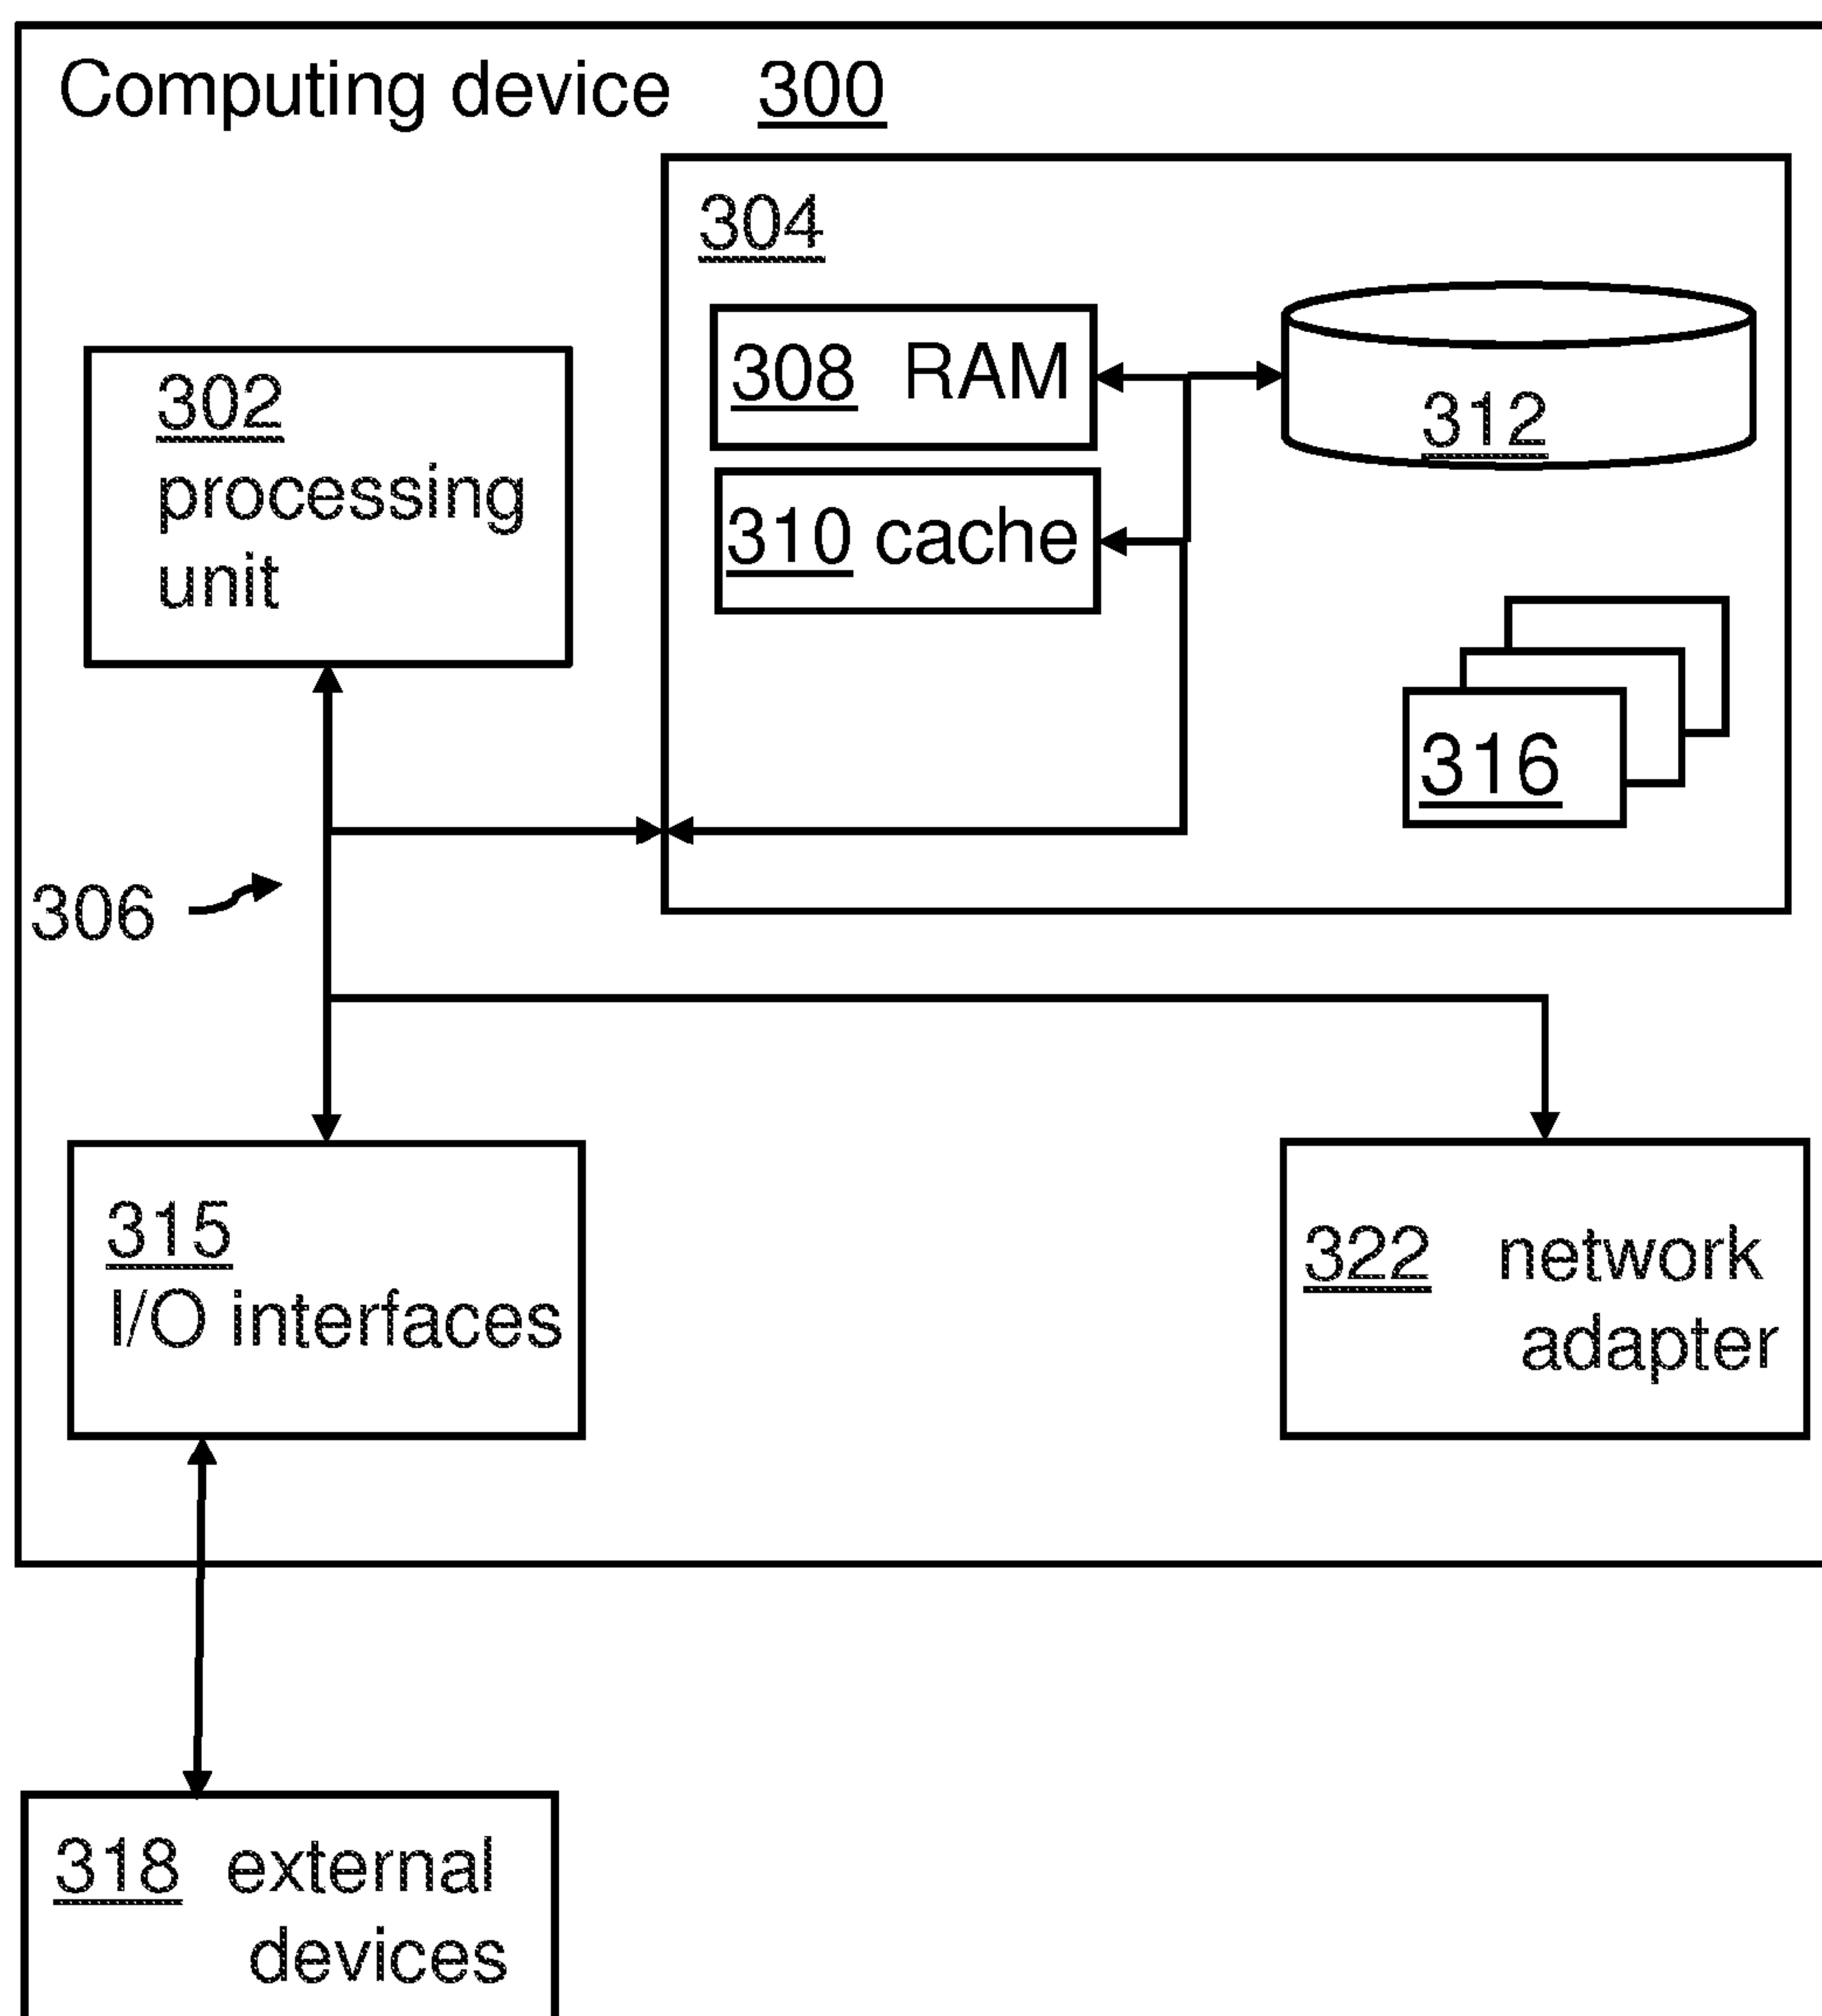 Computing device 300
304
308 RAM
312
302
processing
unit
310 cache
316
306
315
I/O interfaces
322 network
adapter
318 external
devices